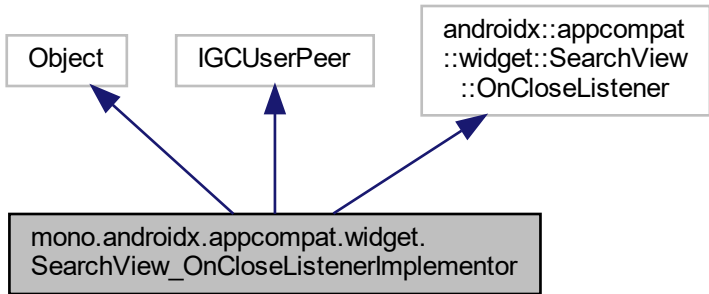 Object
IGCUserPeer
androidx::appcompat
::widget::SearchView
::OnCloseListener
mono.androidx.appcompat.widget.
SearchView_OnCloseListenerImplementor